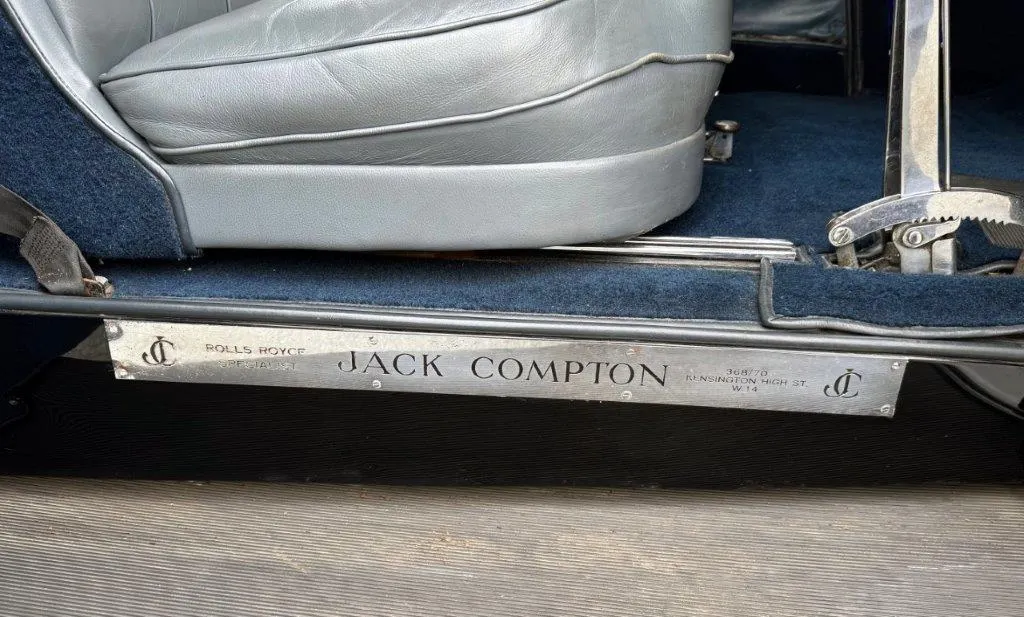 JC
ROLLS ROYCE
SPECIALIST
JACK COMPTON
368/70
KENSINGTON HIGH ST.
W.14
JC